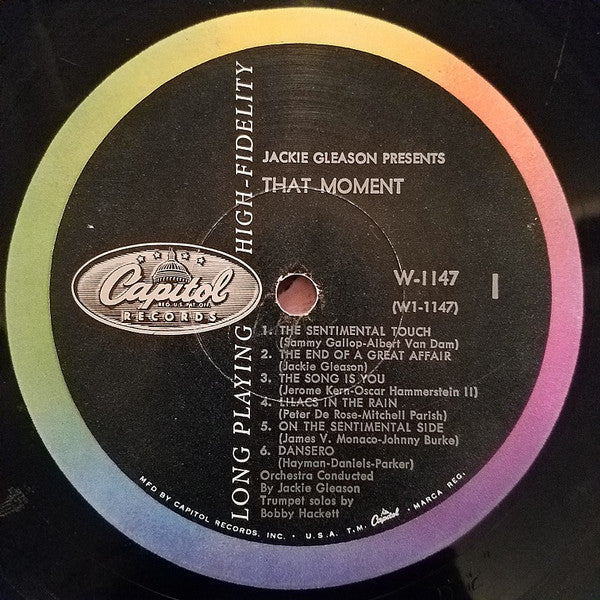 JACKIE GLEASON PRESENTS
THAT MOMENT
LONG PLAYING HIGH-FIDELITY
Capitol
REG. U.S. PAT. OFF.
RECORDS
W-1147 1
(W1-1147)
1. THE SENTIMENTAL TOUCH
(Sammy Gallop-Albert Van Dam)
2. THE END OF A GREAT AFFAIR
(Jackie Gleason)
3. THE SONG IS YOU
(Jerome Kern-Oscar Hammerstein II)
4. LILACS IN THE RAIN
(Peter De Rose-Mitchell Parish)
5. ON THE SENTIMENTAL SIDE
(James V. Monaco-Johnny Burke)
6. DANSERO
(Hayman-Daniels-Parker)
Orchestra Conducted
By Jackie Gleason
Trumpet solos by
Bobby Hackett
MFD BY CAPITOL RECORDS, INC. • U.S.A. T.M. Capitol • MARCA REG.